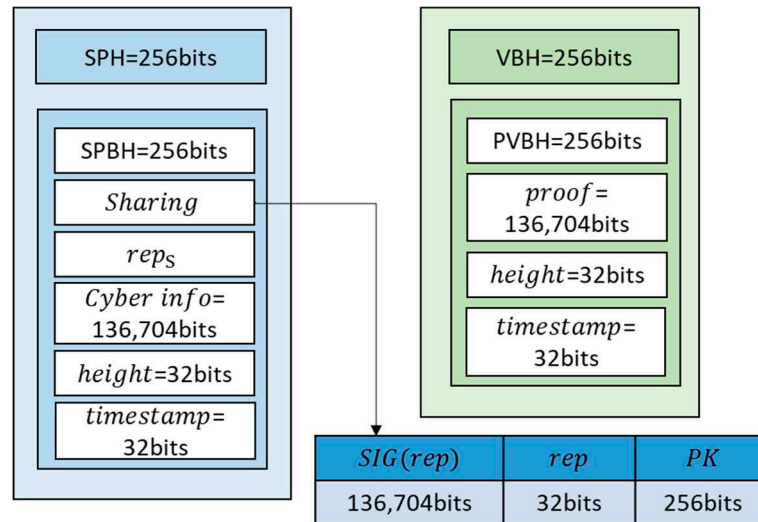 SPH=256bits
SPBH=256bits
Sharing
repS
Cyber info=
136,704bits
height=32bits
timestamp=
32bits
VBH=256bits
PVBH=256bits
proof=
136,704bits
height=32bits
timestamp=
32bits
SIG(rep) rep PK
136,704bits 32bits 256bits